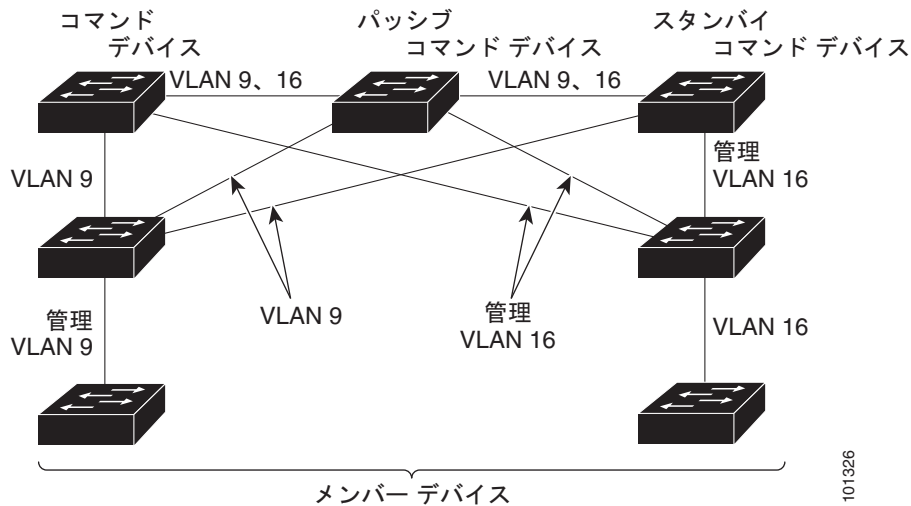 コマンド
デバイス
パッシブ
コマンド デバイス
スタンバイ
コマンド デバイス
VLAN 9、16
VLAN 9、16
VLAN 9
管理
VLAN 16
VLAN 9
管理
VLAN 16
管理
VLAN 9
VLAN 16
メンバー デバイス
101326